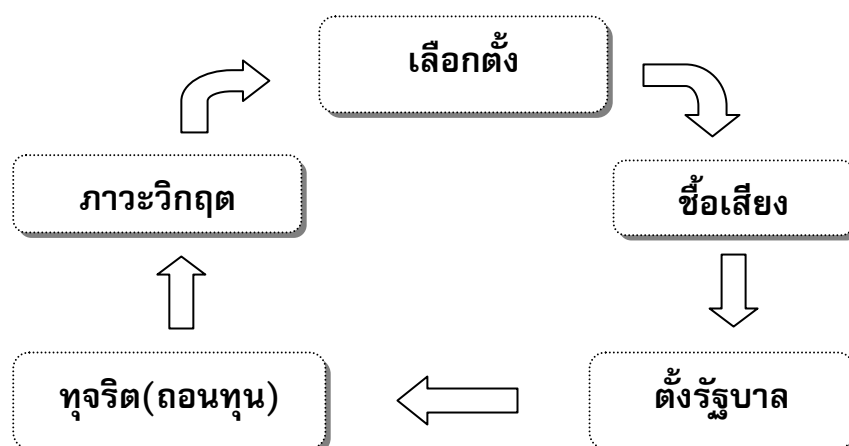 เลือกตั้ง
ซื้อเสียง
ตั้งรัฐบาล
ทุจริต(ถอนทุน)
ภาวะวิกฤต